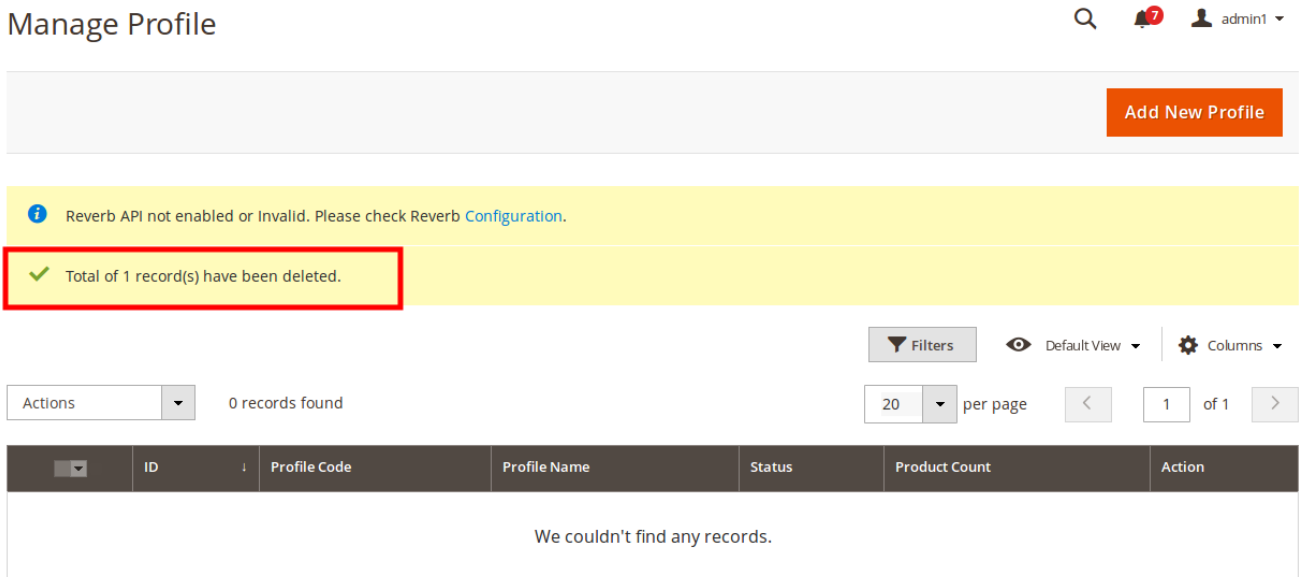 Manage Profile
7
admin1
Add New Profile
Reverb API not enabled or Invalid. Please check Reverb Configuration.
Total of 1 record(s) have been deleted.
Filters
Default View
Columns
Actions
0 records found
20
per page
1
of 1
ID ↓ Profile Code Profile Name Status Product Count Action
We couldn't find any records.